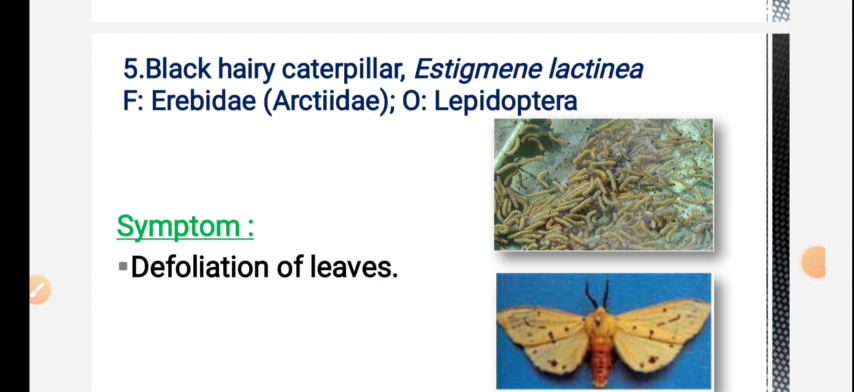 5.Black hairy caterpillar, Estigmene lactinea
F: Erebidae (Arctiidae); O: Lepidoptera
Symptom :
▪Defoliation of leaves.